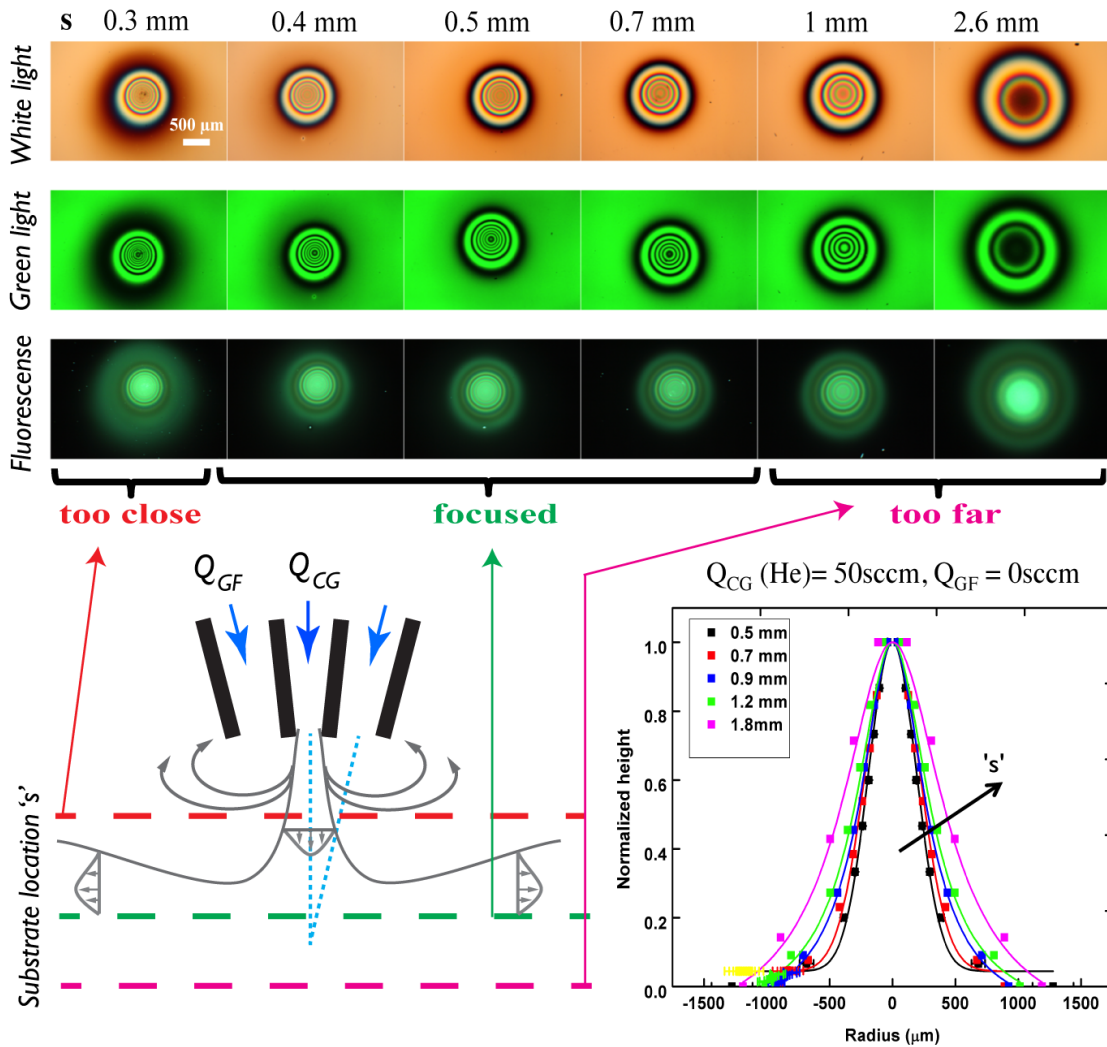 s 0.3 mm 0.4 mm 0.5 mm 0.7 mm 1 mm 2.6 mm
White light
500 µm
Green light
Fluorescense
too close focused too far
Q_GF Q_CG
Substrate location 's'
Q_CG (He)= 50sccm, Q_GF = 0sccm
0.5 mm
0.7 mm
0.9 mm
1.2 mm
1.8mm
's'
Normalized height
1.0
0.8
0.6
0.4
0.2
0.0
-1500 -1000 -500 0 500 1000 1500
Radius (µm)